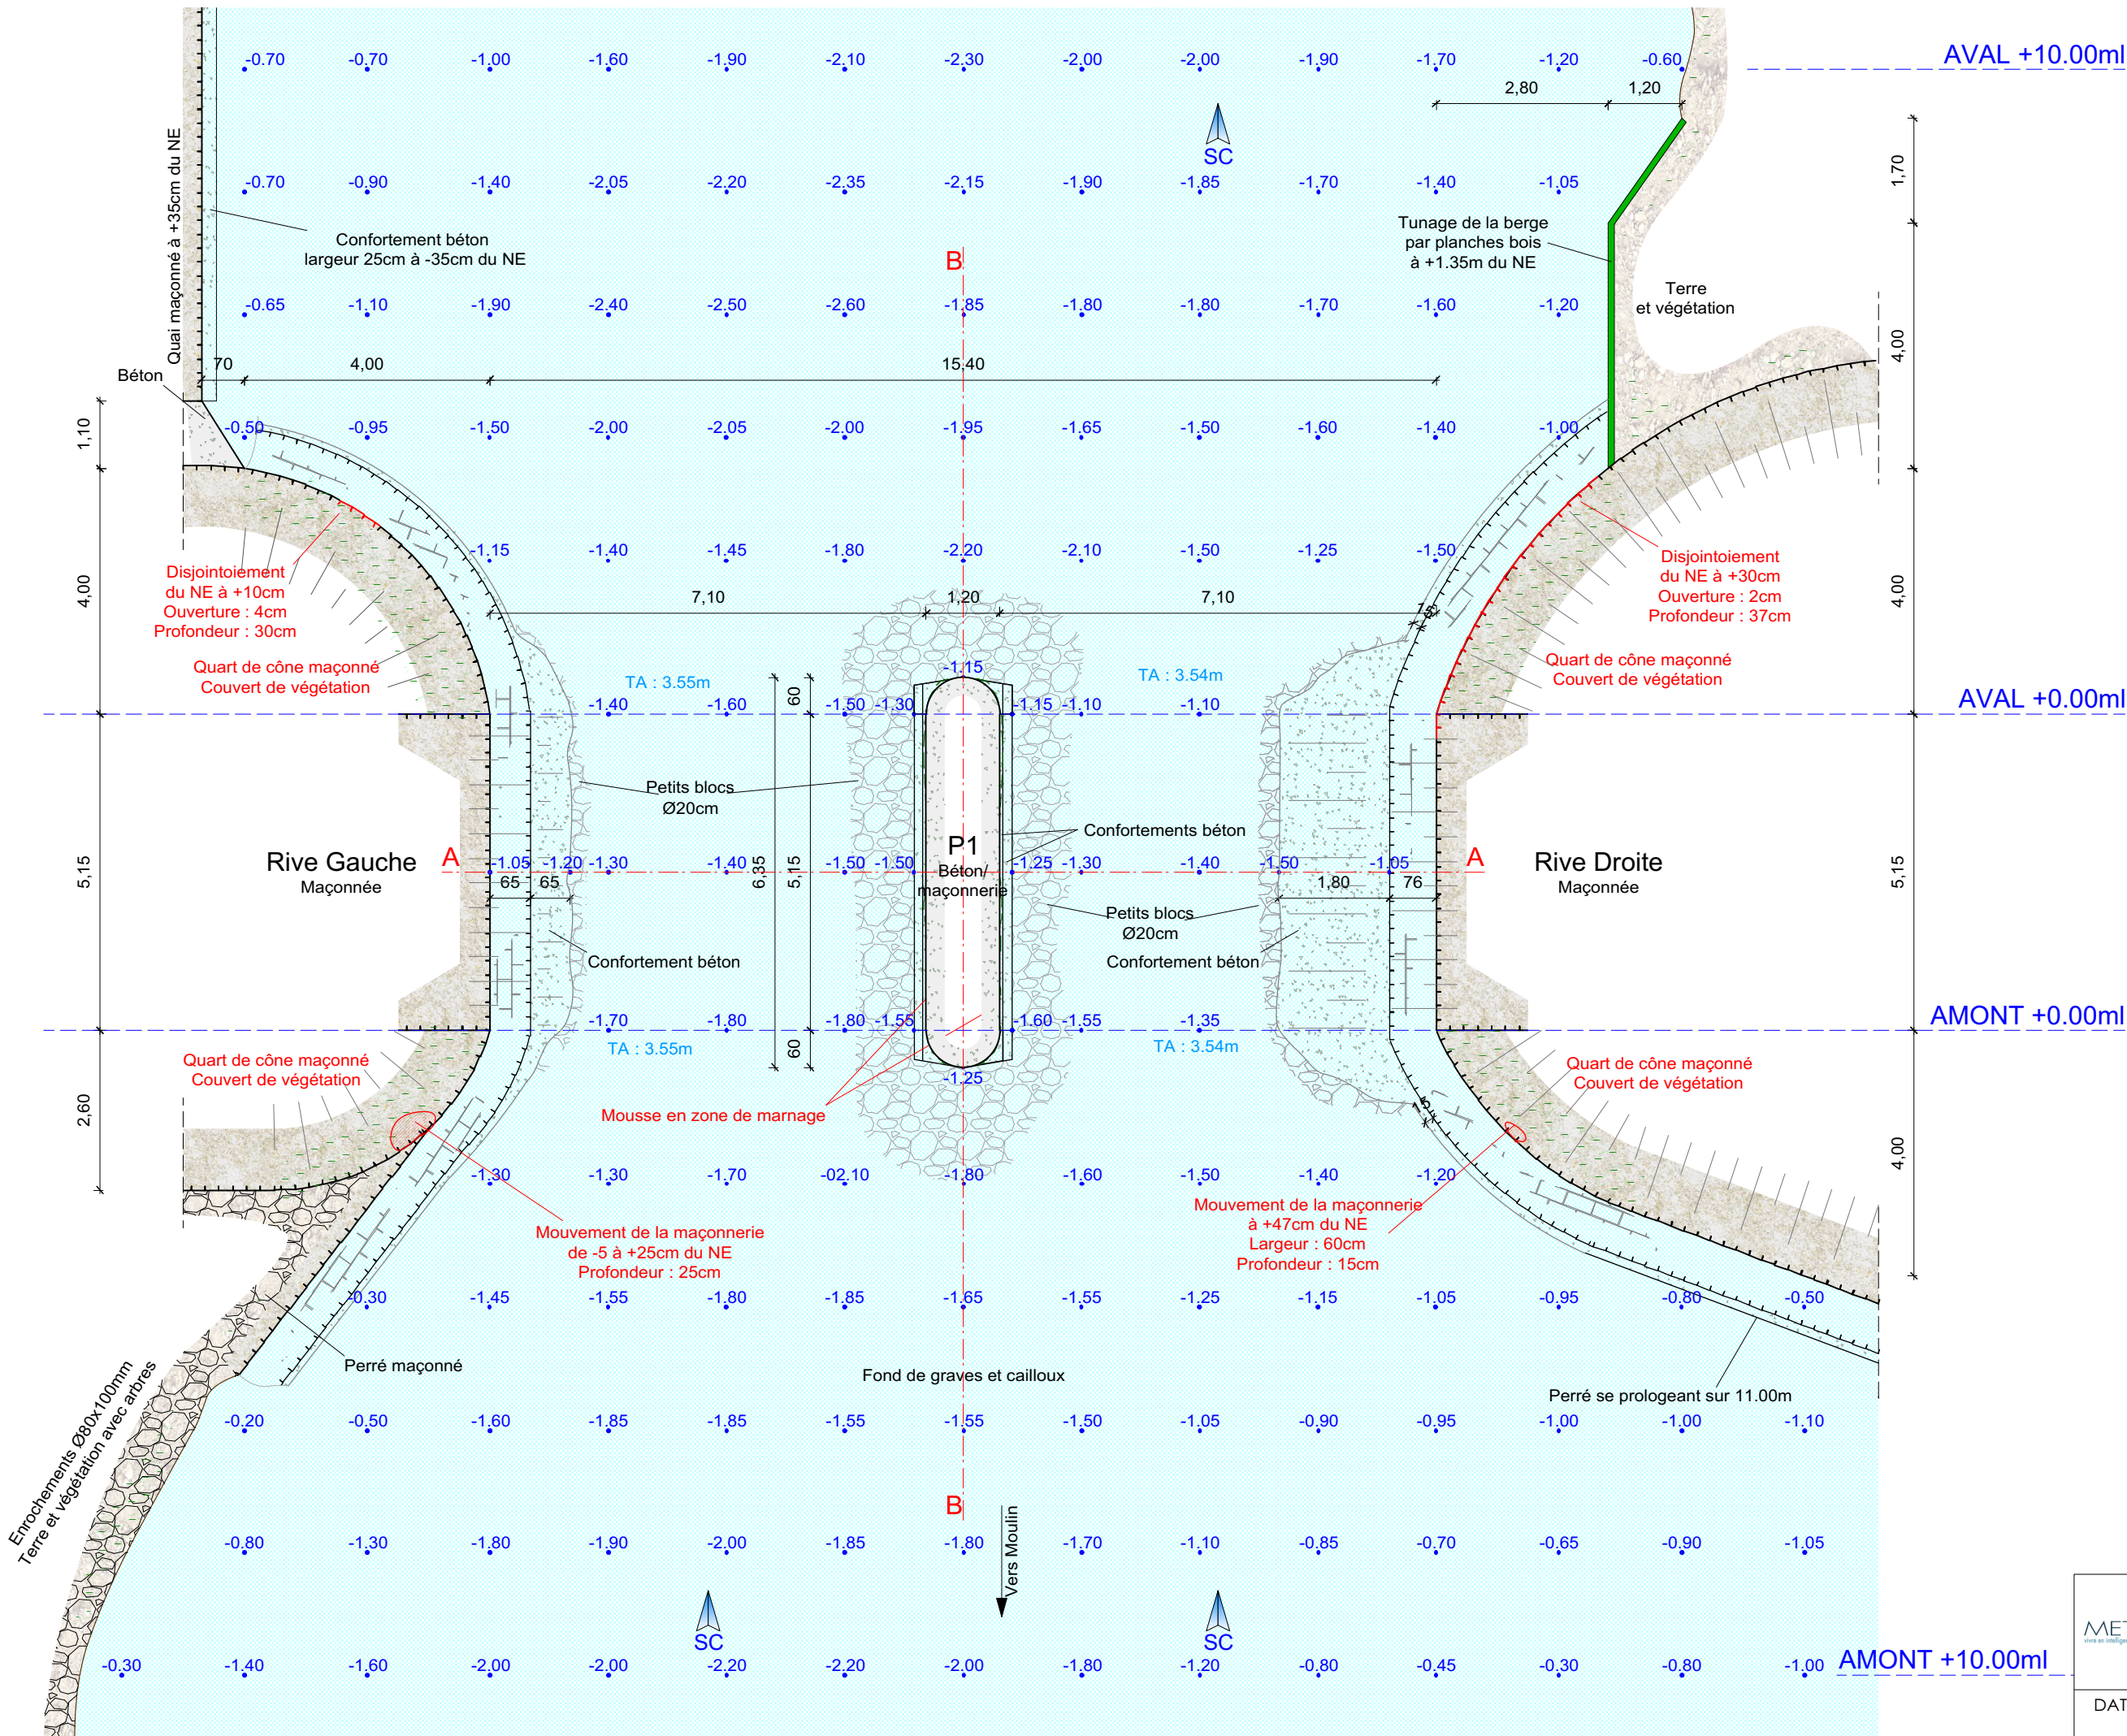 -0.70 -0.70 -1.00 -1.60 -1.90 -2.10 -2.30 -2.00 -2.00 -1.90 -1.70 -1.20 -0.60
AVAL +10.00ml
2,80 1,20
SC
Quai maçonné à +35cm du NE
1,70
-0.70 -0.90 -1.40 -2.05 -2.20 -2.35 -2.15 -1.90 -1.85 -1.70 -1.40 -1.05
Confortement béton
largeur 25cm à -35cm du NE
Tunage de la berge
par planches bois
à +1.35m du NE
B
Terre
et végétation
-0.65 -1.10 -1.90 -2.40 -2.50 -2.60 -1.85 -1.80 -1.80 -1.70 -1.60 -1.20
4,00
70 4,00 15,40
Béton
1,10
-0.50 -0.95 -1.50 -2.00 -2.05 -2.00 -1.95 -1.65 -1.50 -1.60 -1.40 -1.00
-1.15 -1.40 -1.45 -1.80 -2.20 -2.10 -1.50 -1.25 -1.50
Disjointoiement
du NE à +10cm
Ouverture : 4cm
Profondeur : 30cm
Disjointoiement
du NE à +30cm
Ouverture : 2cm
Profondeur : 37cm
4,00
4,00
7,10 1,20 7,10
15
Quart de cône maçonné
Couvert de végétation
Quart de cône maçonné
Couvert de végétation
TA : 3.55m
-1.15
TA : 3.54m
60
-1.40 -1.60 -1.50 -1.30 -1.15 -1.10 -1.10
AVAL +0.00ml
Petits blocs
Ø20cm
Confortements béton
P1
Béton/
maçonnerie
Rive Gauche
Maçonnée
A
-1.05 -1.20 -1.30 -1.40 -1.50 -1.50 -1.25 -1.30 -1.40 -1.50 -1.05
A
Rive Droite
Maçonnée
5,15
65 65
6,35
5,15
1,80 76
5,15
Petits blocs
Ø20cm
Confortement béton
Confortement béton
-1.70 -1.80 -1.80 -1.55 -1.60 -1.55 -1.35
AMONT +0.00ml
TA : 3.55m
60
TA : 3.54m
-1.25
Quart de cône maçonné
Couvert de végétation
Quart de cône maçonné
Couvert de végétation
2,60
Mousse en zone de marnage
15
4,00
-1.30 -1.30 -1.70 -02.10 -1.80 -1.60 -1.50 -1.40 -1.20
Mouvement de la maçonnerie
de -5 à +25cm du NE
Profondeur : 25cm
Mouvement de la maçonnerie
à +47cm du NE
Largeur : 60cm
Profondeur : 15cm
-0.30 -1.45 -1.55 -1.80 -1.85 -1.65 -1.55 -1.25 -1.15 -1.05 -0.95 -0.80 -0.50
Perré maçonné
Fond de graves et cailloux
Perré se prologeant sur 11.00m
Enrochements Ø80x100mm
Terre et végétation avec arbres
-0.20 -0.50 -1.60 -1.85 -1.85 -1.55 -1.55 -1.50 -1.05 -0.90 -0.95 -1.00 -1.00 -1.10
B
Vers Moulin
-0.80 -1.30 -1.80 -1.90 -2.00 -1.85 -1.80 -1.70 -1.10 -0.85 -0.70 -0.65 -0.90 -1.05
SC SC
-0.30 -1.40 -1.60 -2.00 -2.00 -2.20 -2.20 -2.00 -1.80 -1.20 -0.80 -0.45 -0.30 -0.80 -1.00
AMONT +10.00ml
MET
DAT